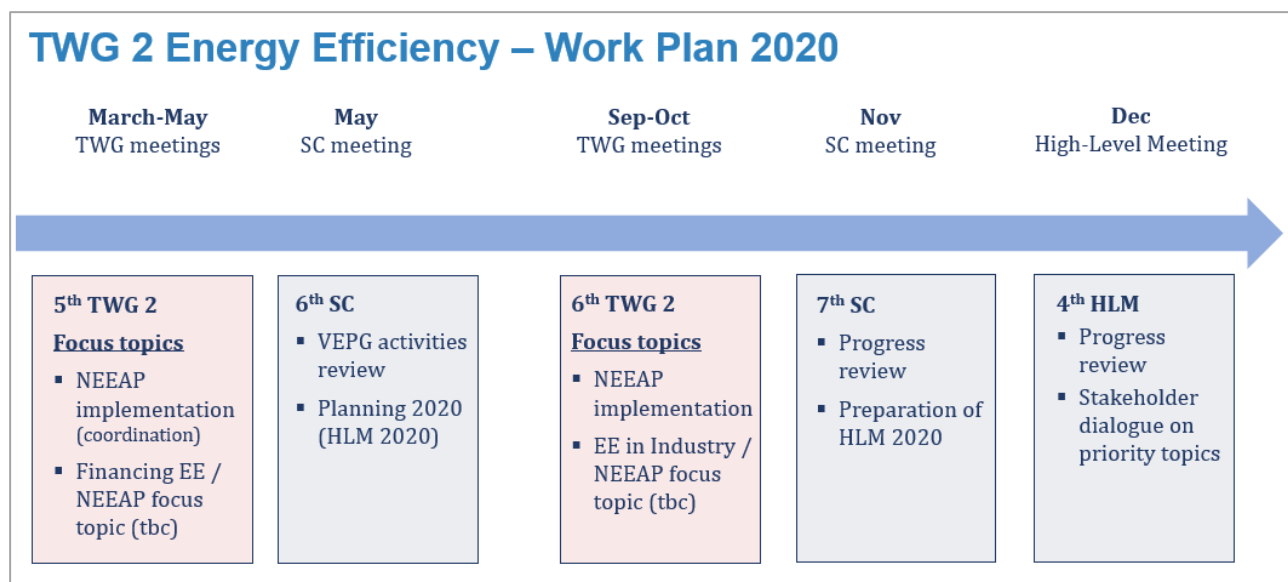 TWG 2 Energy Efficiency – Work Plan 2020
March-May
TWG meetings
May
SC meeting
Sep-Oct
TWG meetings
Nov
SC meeting
Dec
High-Level Meeting
5th TWG 2
Focus topics
▪ NEEAP
implementation
(coordination)
▪ Financing EE /
NEEAP focus
topic (tbc)
6th SC
▪ VEPG activities
review
▪ Planning 2020
(HLM 2020)
6th TWG 2
Focus topics
▪ NEEAP
implementation
▪ EE in Industry /
NEEAP focus
topic (tbc)
7th SC
▪ Progress
review
▪ Preparation of
HLM 2020
4th HLM
▪ Progress
review
▪ Stakeholder
dialogue on
priority topics